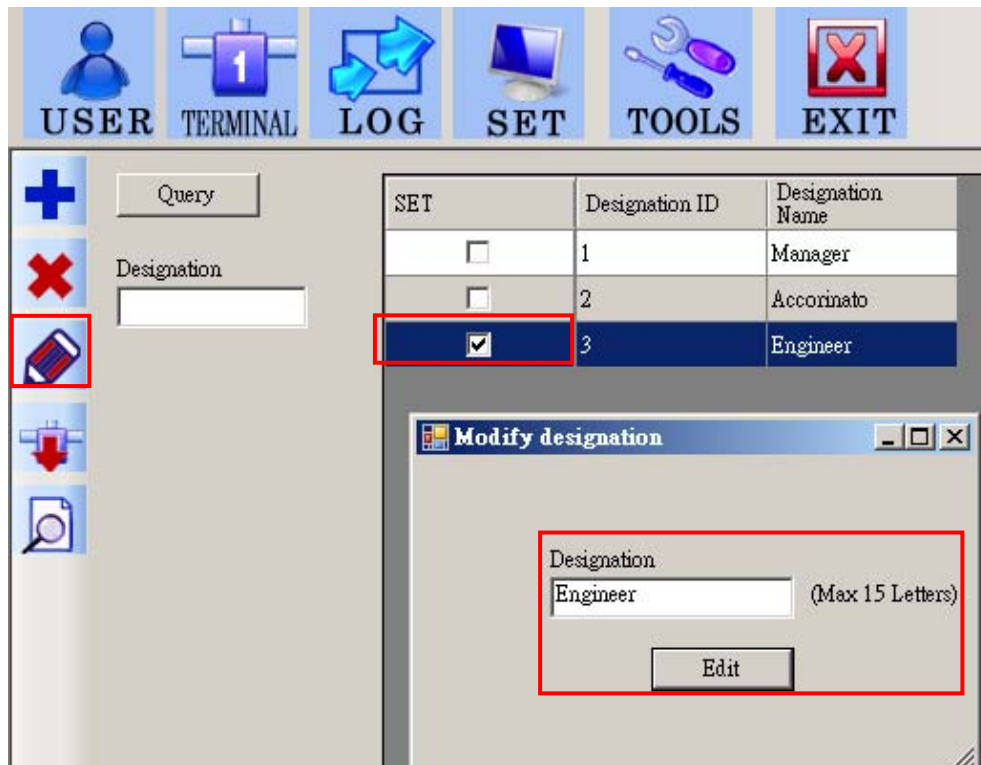 1
USER TERMINAL LOG SET TOOLS EXIT
Query
Designation
SET Designation ID Designation Name
1 Manager
2 Accorinato
3 Engineer
Modify designation
Designation
Engineer (Max 15 Letters)
Edit